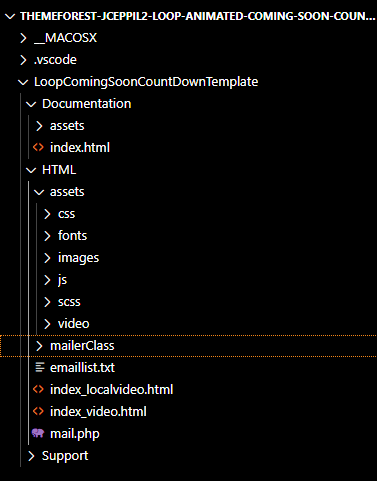 THEMEFOREST-JCEPPIL2-LOOP-ANIMATED-COMING-SOON-COUN...
__MACOSX
.vscode
LoopComingSoonCountDownTemplate
Documentation
assets
index.html
HTML
assets
css
fonts
images
js
scss
video
mailerClass
emaillist.txt
index_localvideo.html
index_video.html
mail.php
Support